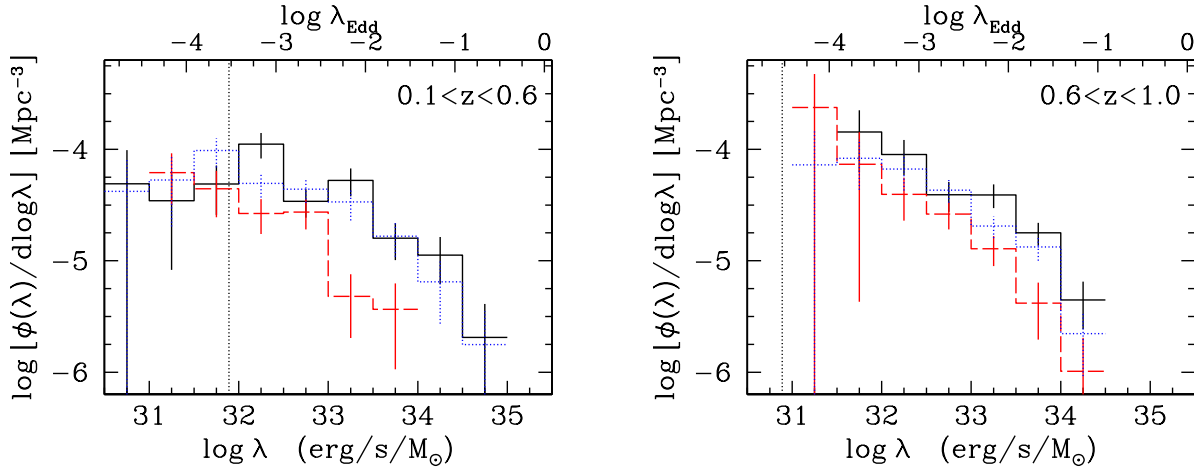 log λ_Edd
−4 −3 −2 −1 0
0.1<z<0.6
log [ϕ(λ)/dlogλ] [Mpc⁻³]
−4
−5
−6
31 32 33 34 35
log λ (erg/s/M⊙)
log λ_Edd
−4 −3 −2 −1 0
0.6<z<1.0
log [ϕ(λ)/dlogλ] [Mpc⁻³]
−4
−5
−6
31 32 33 34 35
log λ (erg/s/M⊙)